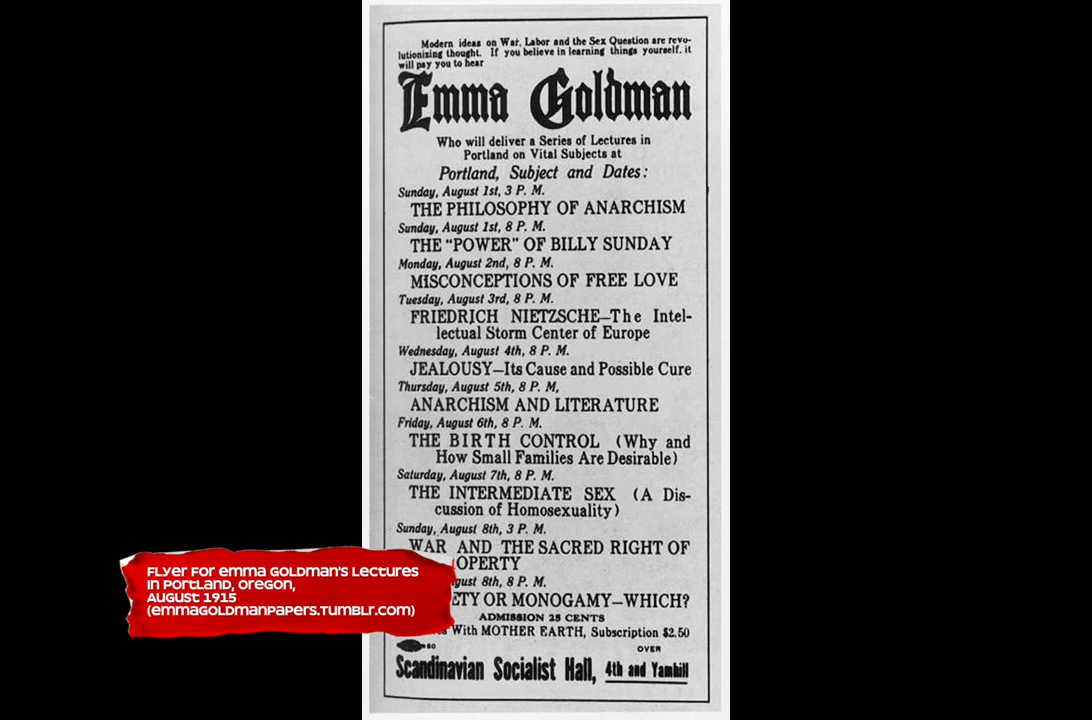 Modern ideas on War, Labor and the Sex Question are revo-
lutionizing thought. If you believe in learning things yourself, it
will pay you to hear
Emma Goldman
Who will deliver a Series of Lectures in
Portland on Vital Subjects at
Portland, Subject and Dates:
Sunday, August 1st, 3 P. M.
THE PHILOSOPHY OF ANARCHISM
Sunday, August 1st, 8 P. M.
THE “POWER” OF BILLY SUNDAY
Monday, August 2nd, 8 P. M.
MISCONCEPTIONS OF FREE LOVE
Tuesday, August 3rd, 8 P. M.
FRIEDRICH NIETZSCHE—The Intel-
lectual Storm Center of Europe
Wednesday, August 4th, 8 P. M.
JEALOUSY—Its Cause and Possible Cure
Thursday, August 5th, 8 P. M,
ANARCHISM AND LITERATURE
Friday, August 6th, 8 P. M.
THE BIRTH CONTROL (Why and
How Small Families Are Desirable)
Saturday, August 7th, 8 P. M.
THE INTERMEDIATE SEX (A Dis-
cussion of Homosexuality)
Sunday, August 8th, 3 P. M.
WAR AND THE SACRED RIGHT OF
OPERTY
gust 8th, 8 P. M.
ETY OR MONOGAMY—WHICH?
ADMISSION 25 CENTS
With MOTHER EARTH, Subscription $2.50
OVER
Scandinavian Socialist Hall, 4th and Yamhill
Flyer for Emma Goldman's lectures
in Portland, Oregon,
August 1915
(emmagoldmanpapers.tumblr.com)